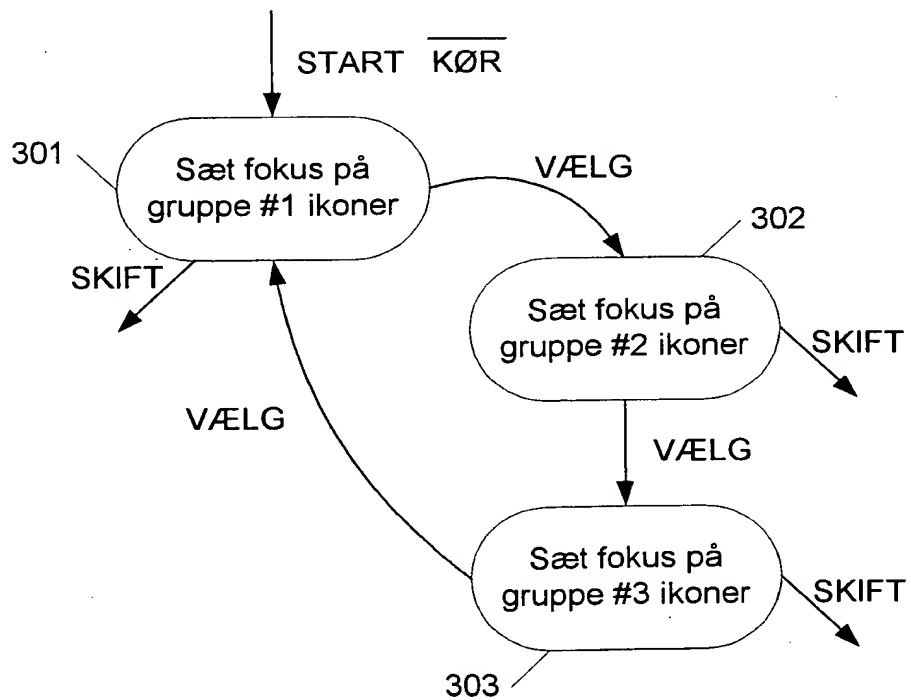 START K̅Ø̅R̅
301
Sæt fokus på
gruppe #1 ikoner
VÆLG
302
SKIFT
Sæt fokus på
gruppe #2 ikoner
SKIFT
VÆLG
VÆLG
Sæt fokus på
gruppe #3 ikoner
SKIFT
303